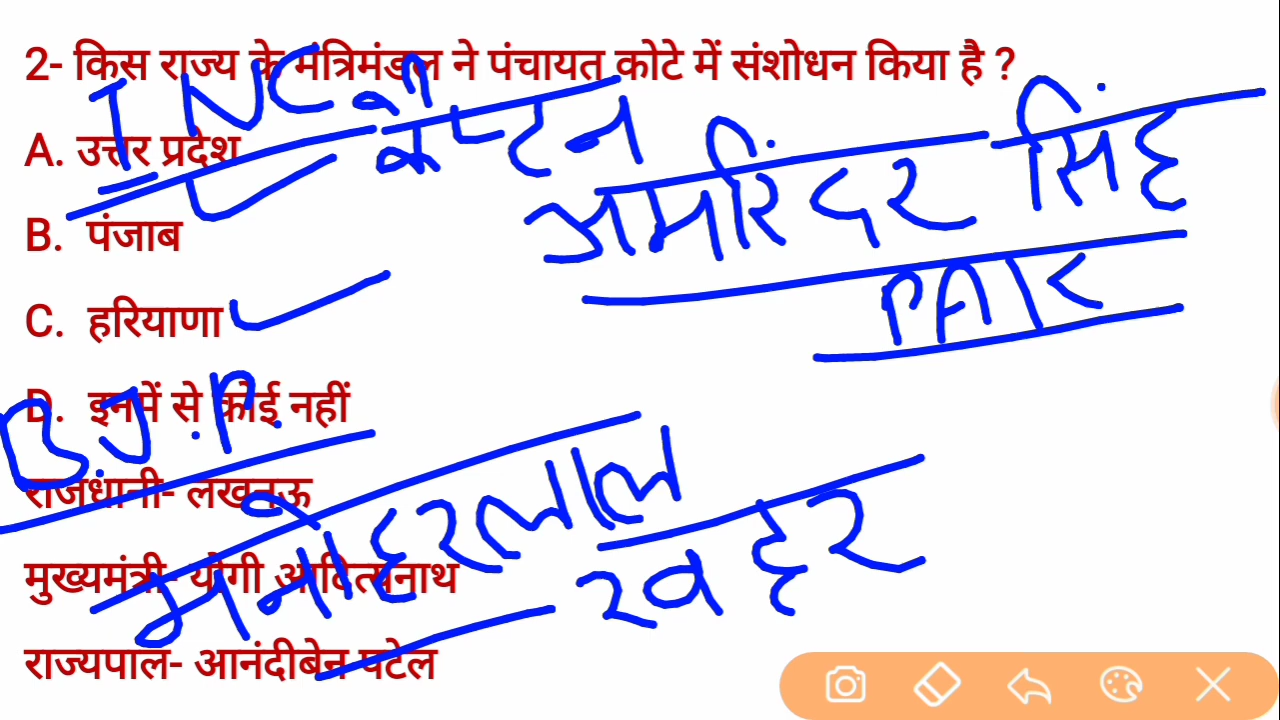 2- किस राज्य के मंत्रिमंडल ने पंचायत कोटे में संशोधन किया है ?
INC
A. उत्तर प्रदेश
कैप्टन
अमरिंदर सिंह
B. पंजाब
PAK
C. हरियाणा
D. इनमें से कोई नहीं
B.J.P.
राजधानी- लखनऊ
मनोहरलाल
मुख्यमंत्री- योगी आदित्यनाथ
खट्टर
राज्यपाल- आनंदीबेन पटेल